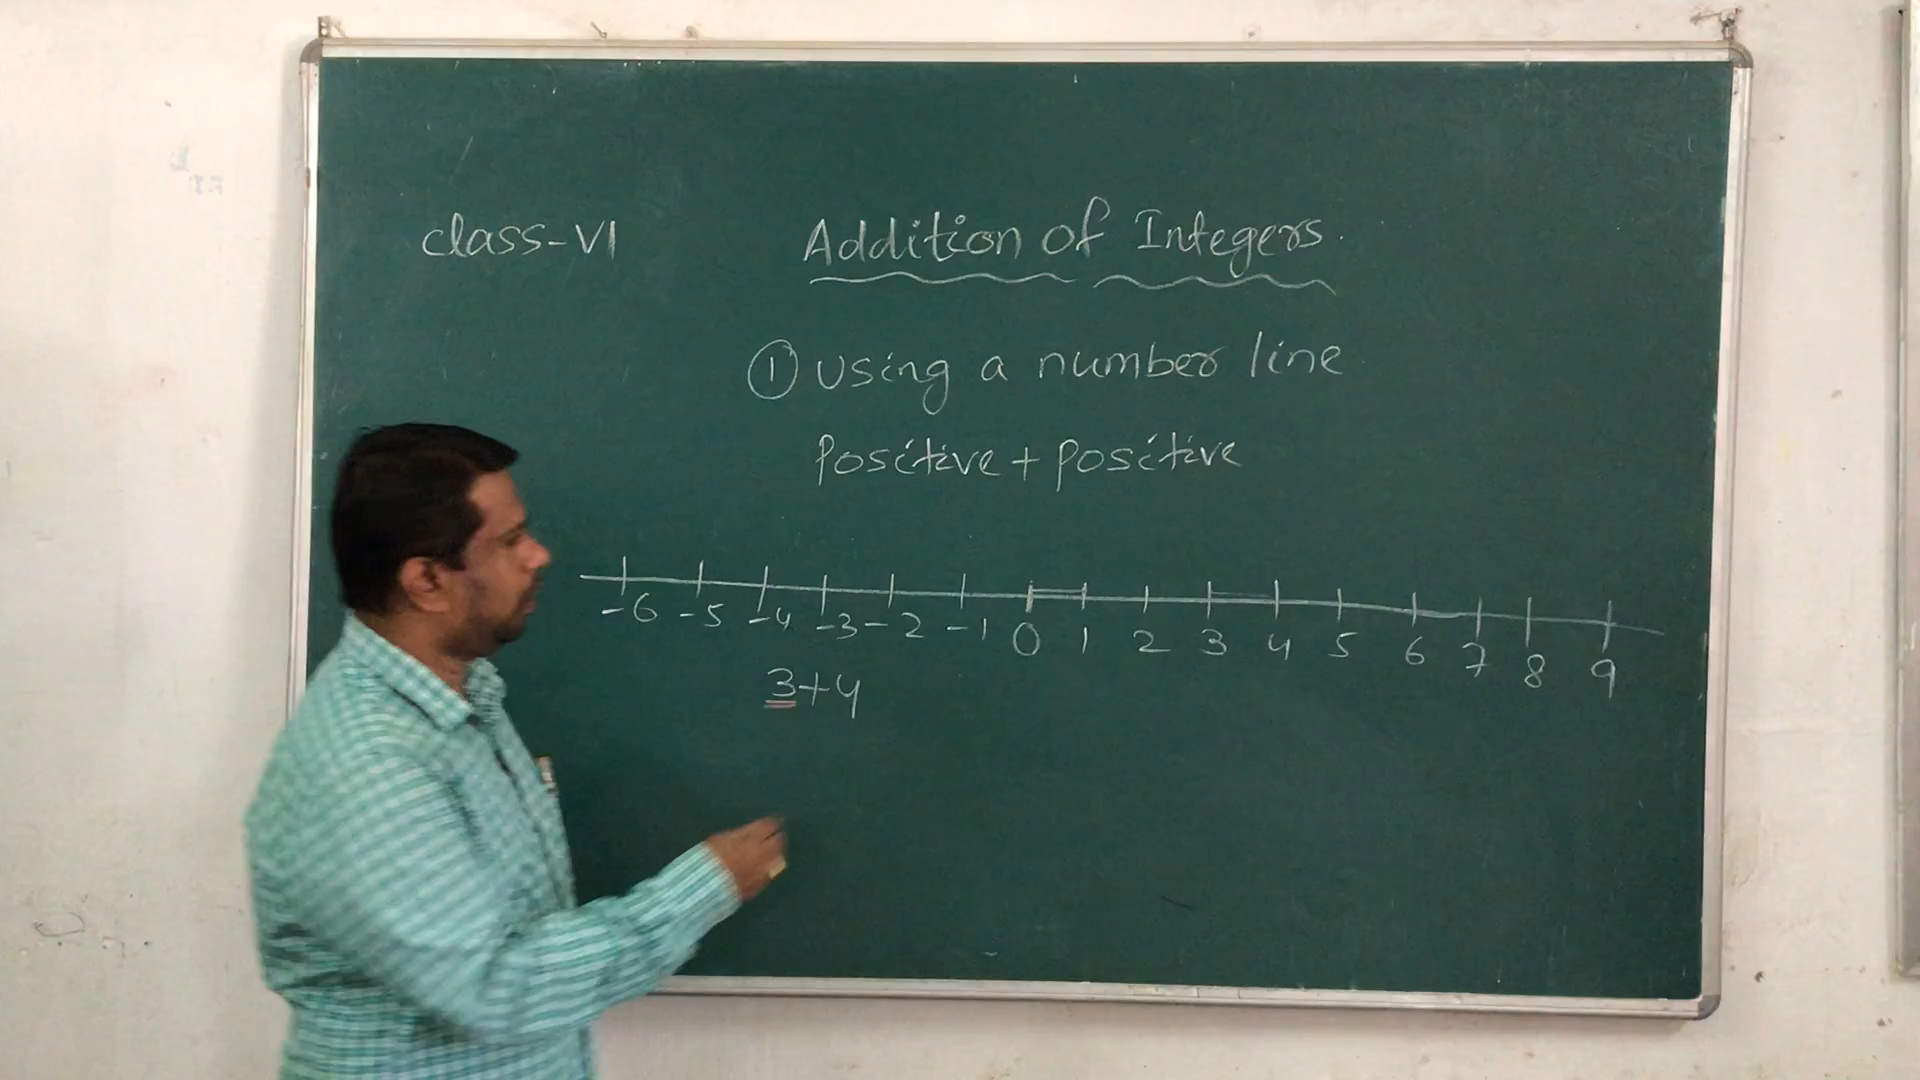 class-VI
Addition of Integers.
① Using a number line
Positive + positive
-6 -5 -4 -3 -2 -1 0 1 2 3 4 5 6 7 8 9
3+4